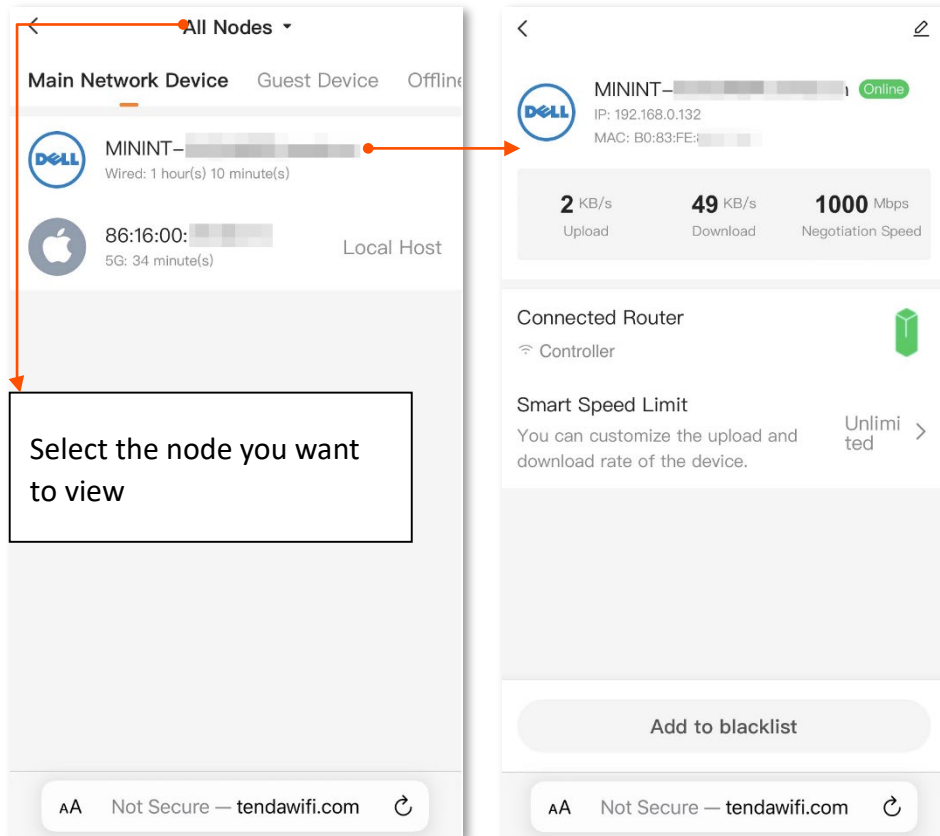 All Nodes
Main Network Device Guest Device Offline
DELL
MININT-
Wired: 1 hour(s) 10 minute(s)
86:16:00:
5G: 34 minute(s)
Local Host
Select the node you want
to view
AA Not Secure — tendawifi.com
DELL
MININT- Online
IP: 192.168.0.132
MAC: B0:83:FE:
2 KB/s 49 KB/s 1000 Mbps
Upload Download Negotiation Speed
Connected Router
Controller
Smart Speed Limit
You can customize the upload and
download rate of the device.
Unlimi
ted
Add to blacklist
AA Not Secure — tendawifi.com